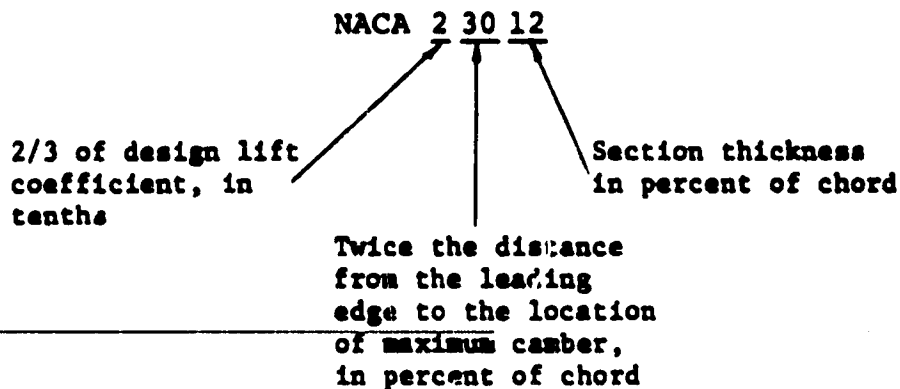 NACA 2 30 12
2/3 of design lift
coefficient, in
tenths
Section thickness
in percent of chord
Twice the distance
from the leading
edge to the location
of maximum camber,
in percent of chord